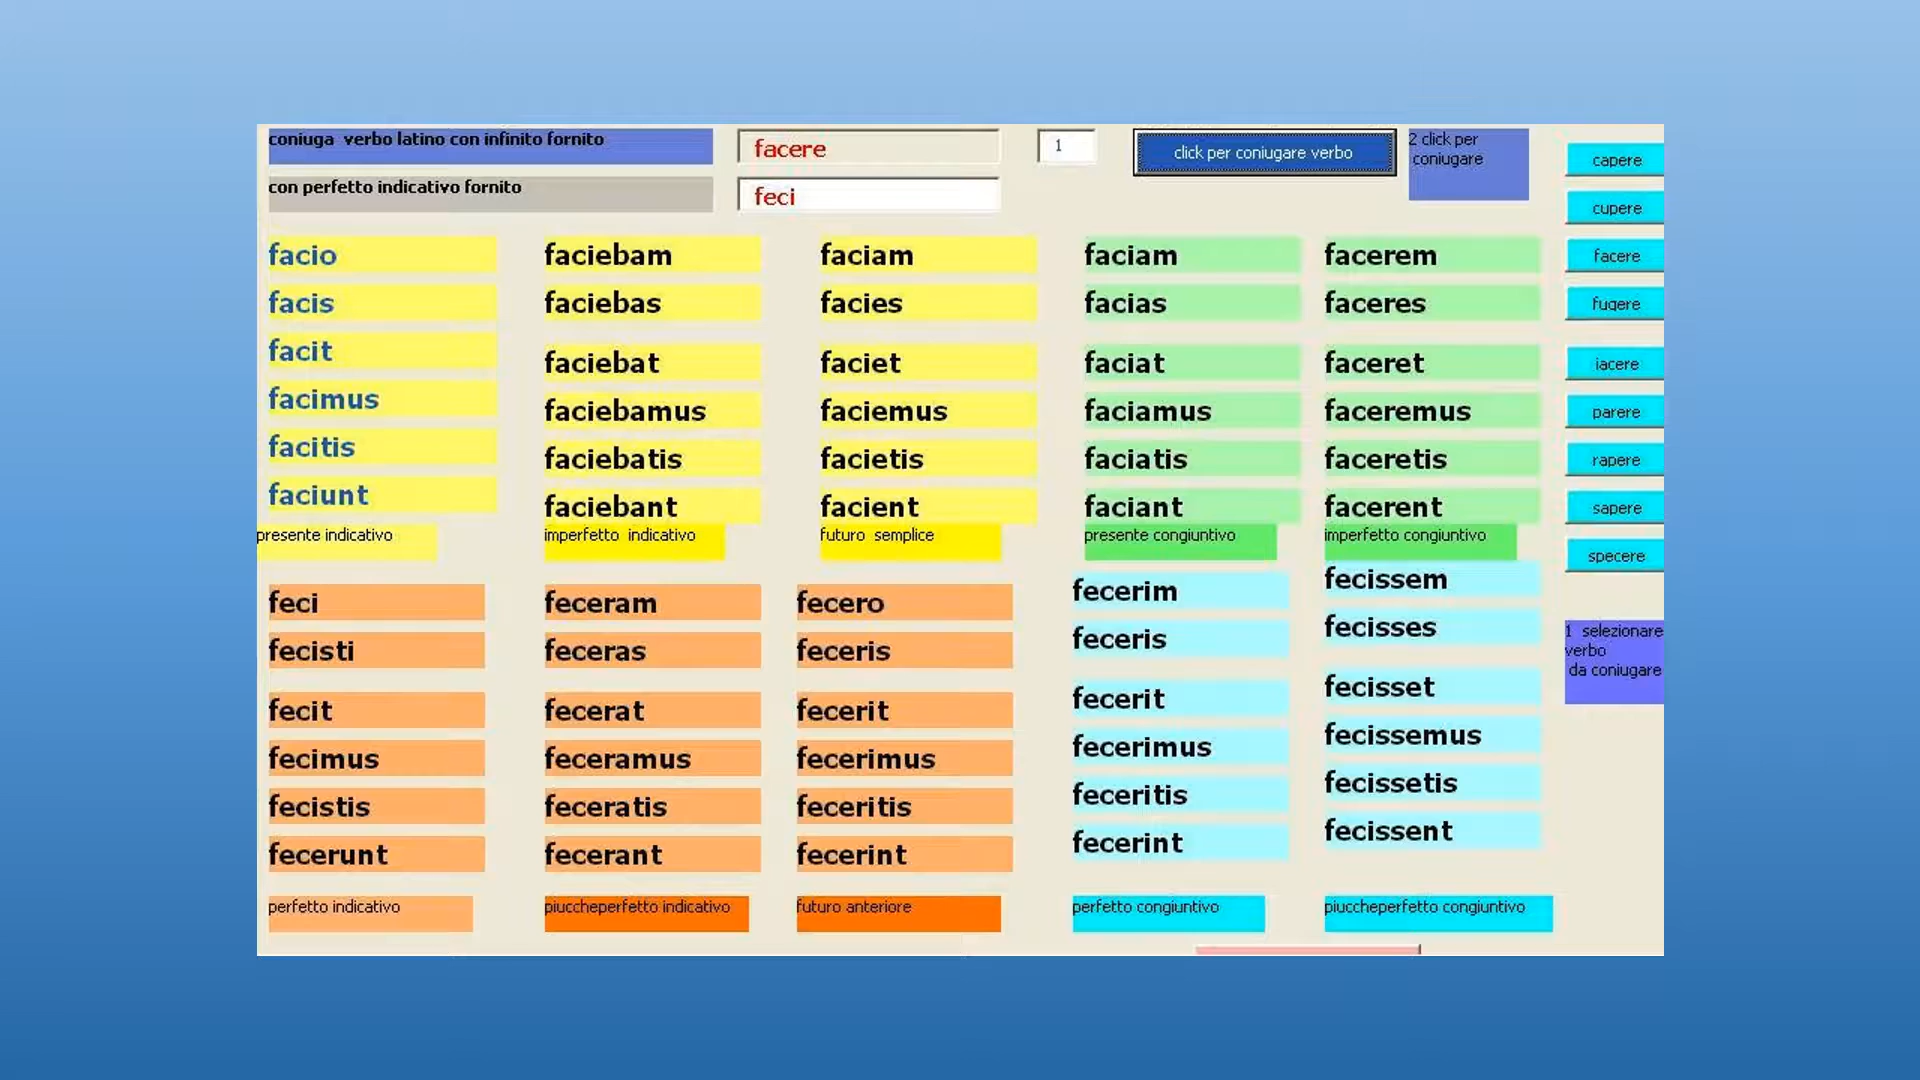 coniuga  verbo latino con infinito fornito
facere
1
click per coniugare verbo
2 click per
coniugare
con perfetto indicativo fornito
feci
capere
cupere
facere
fugere
iacere
parere
rapere
sapere
specere
1  selezionare
verbo
da coniugare
facio
facis
facit
facimus
facitis
faciunt
presente indicativo
faciebam
faciebas
faciebat
faciebamus
faciebatis
faciebant
imperfetto  indicativo
faciam
facies
faciet
faciemus
facietis
facient
futuro  semplice
faciam
facias
faciat
faciamus
faciatis
faciant
presente congiuntivo
facerem
faceres
faceret
faceremus
faceretis
facerent
imperfetto congiuntivo
feci
fecisti
fecit
fecimus
fecistis
fecerunt
perfetto indicativo
feceram
feceras
fecerat
feceramus
feceratis
fecerant
piuccheperfetto indicativo
fecero
feceris
fecerit
fecerimus
feceritis
fecerint
futuro anteriore
fecerim
feceris
fecerit
fecerimus
feceritis
fecerint
perfetto congiuntivo
fecissem
fecisses
fecisset
fecissemus
fecissetis
fecissent
piuccheperfetto congiuntivo